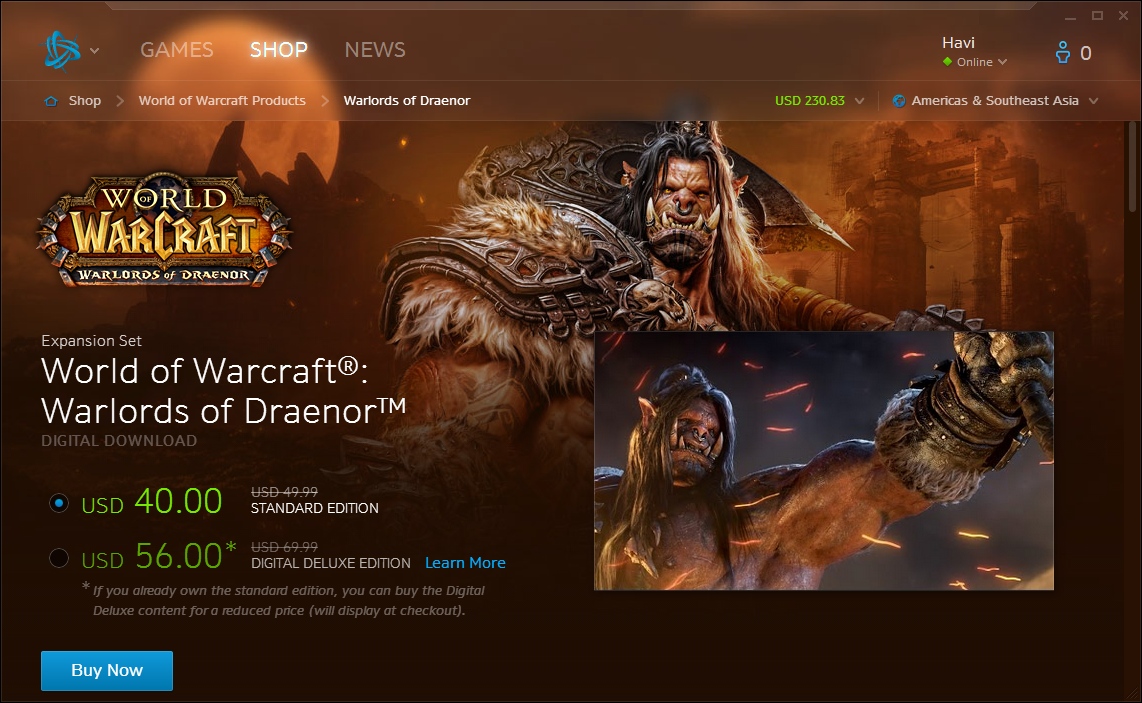 GAMES SHOP NEWS
Havi
Online
0
Shop World of Warcraft Products Warlords of Draenor
USD 230.83 Americas & Southeast Asia
WORLD
OF
WARCRAFT
WARLORDS OF DRAENOR
Expansion Set
World of Warcraft®:
Warlords of Draenor™
DIGITAL DOWNLOAD
USD 40.00 USD 49.99
STANDARD EDITION
USD 56.00* USD 69.99
DIGITAL DELUXE EDITION Learn More
* If you already own the standard edition, you can buy the Digital
Deluxe content for a reduced price (will display at checkout).
Buy Now